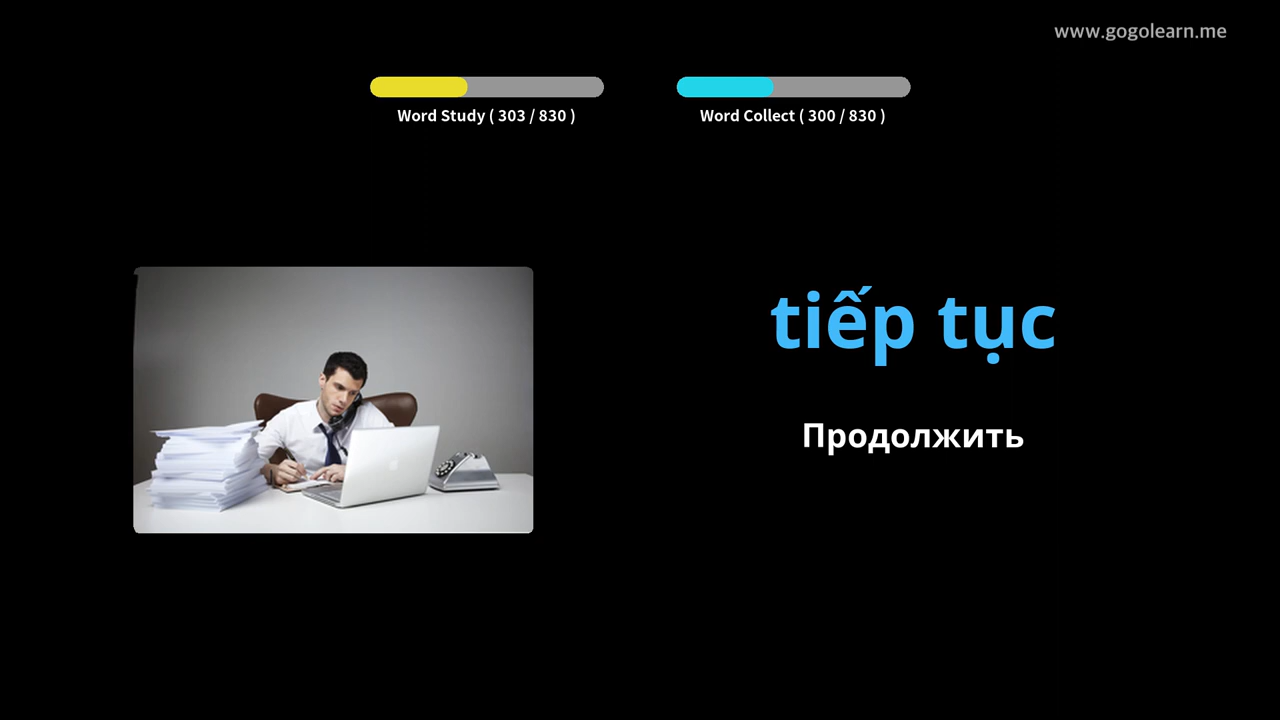 www.gogolearn.me
Word Study ( 303 / 830 )
Word Collect ( 300 / 830 )
tiếp tục
Продолжить